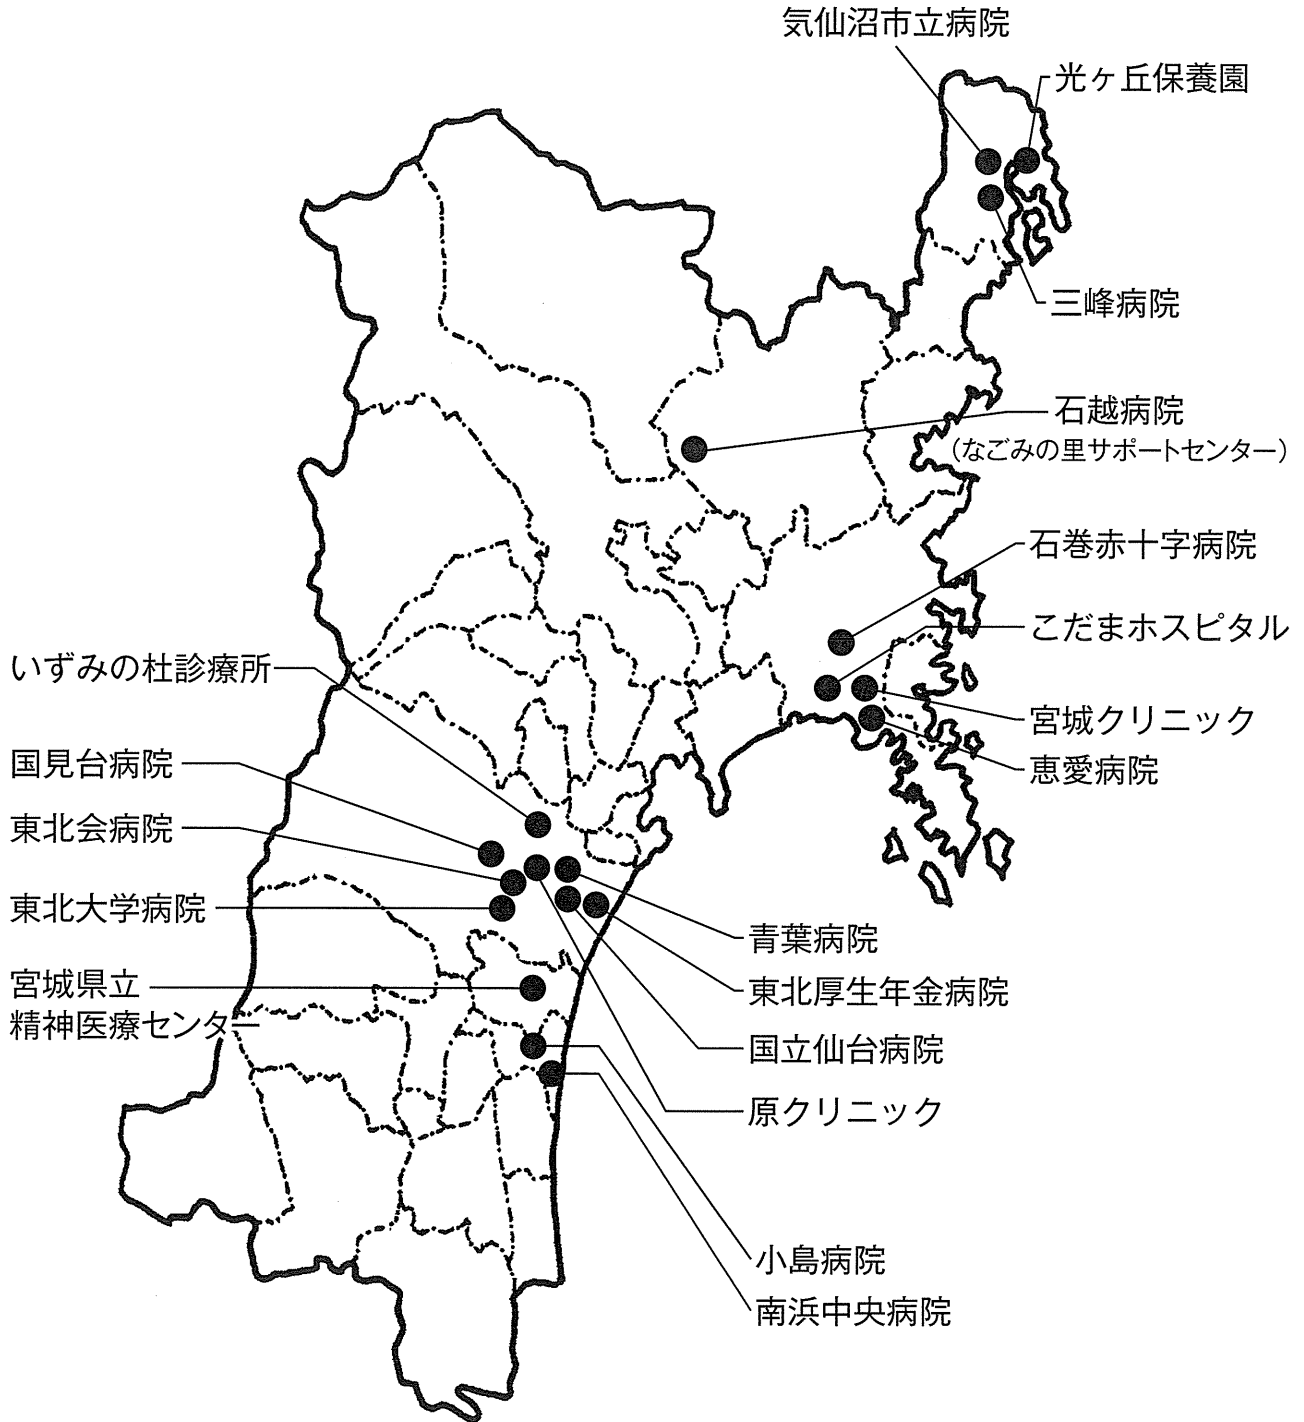 気仙沼市立病院
光ヶ丘保養園
三峰病院
石越病院
（なごみの里サポートセンター）
石巻赤十字病院
こだまホスピタル
宮城クリニック
恵愛病院
いずみの杜診療所
国見台病院
東北会病院
東北大学病院
宮城県立
精神医療センター
青葉病院
東北厚生年金病院
国立仙台病院
原クリニック
小島病院
南浜中央病院